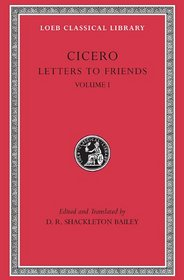 LOEB CLASSICAL LIBRARY
CICERO
LETTERS TO FRIENDS
VOLUME I
Edited and Translated by
D. R. SHACKLETON BAILEY